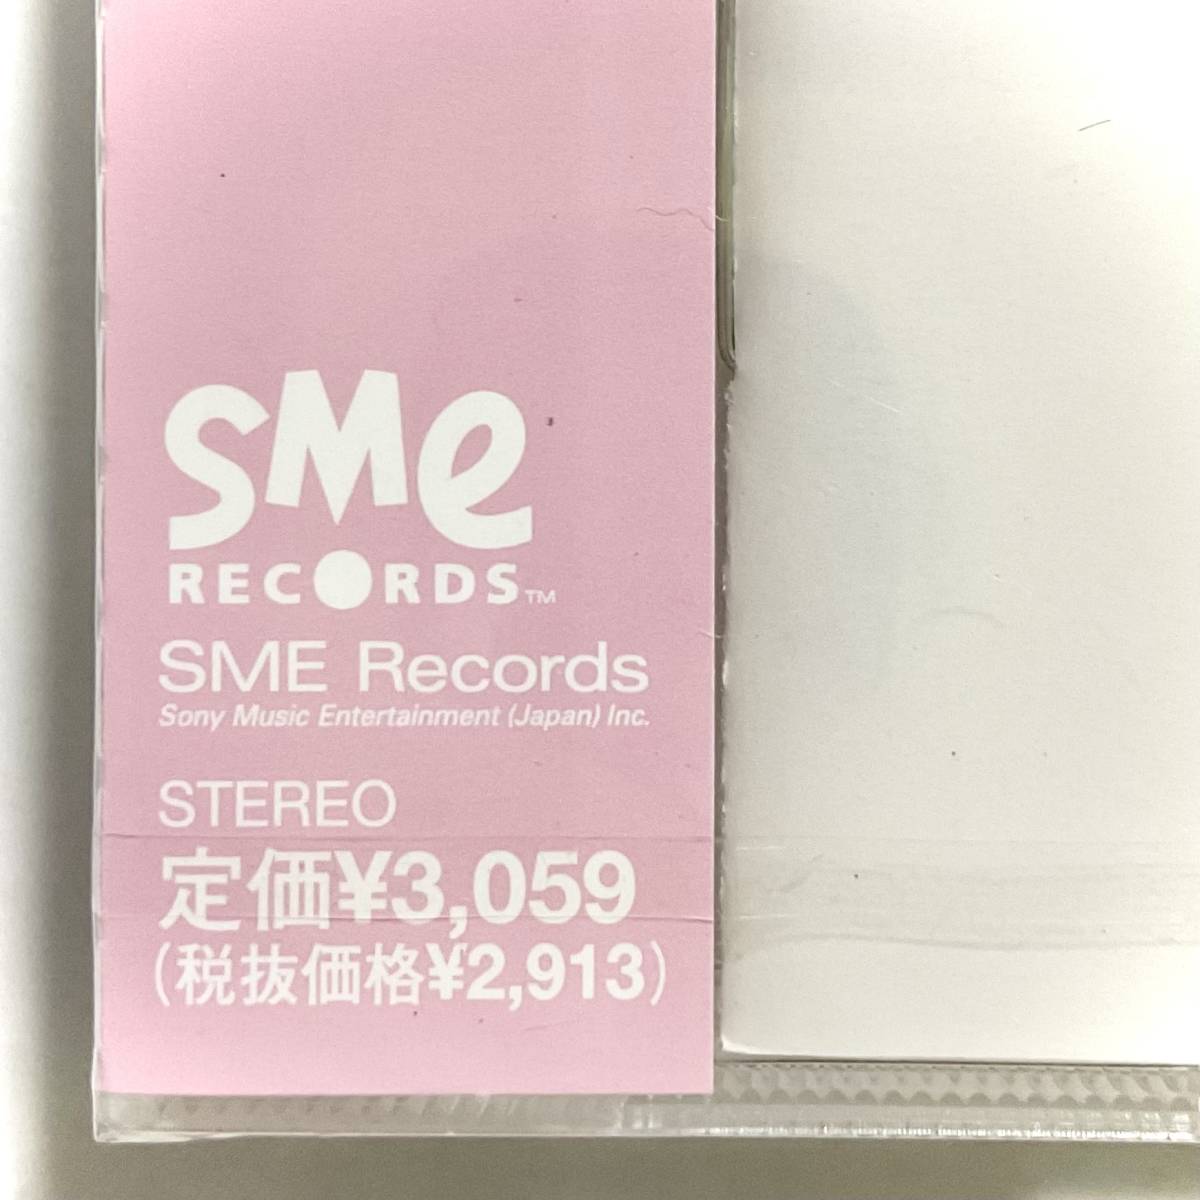 SMe
RECORDS™
SME Records
Sony Music Entertainment (Japan) Inc.
STEREO
定価¥3,059
(税抜価格¥2,913)